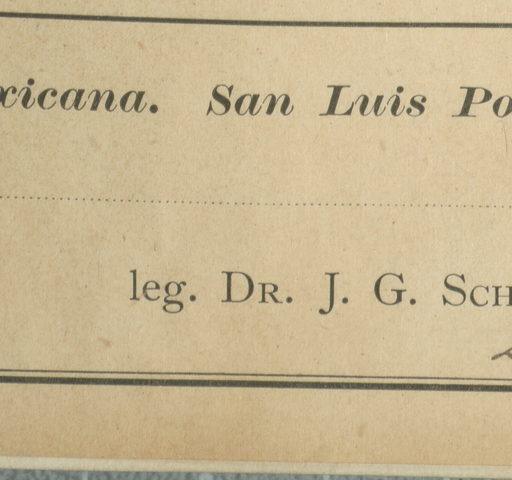 xicana. San Luis Po
leg. Dr. J. G. Sch